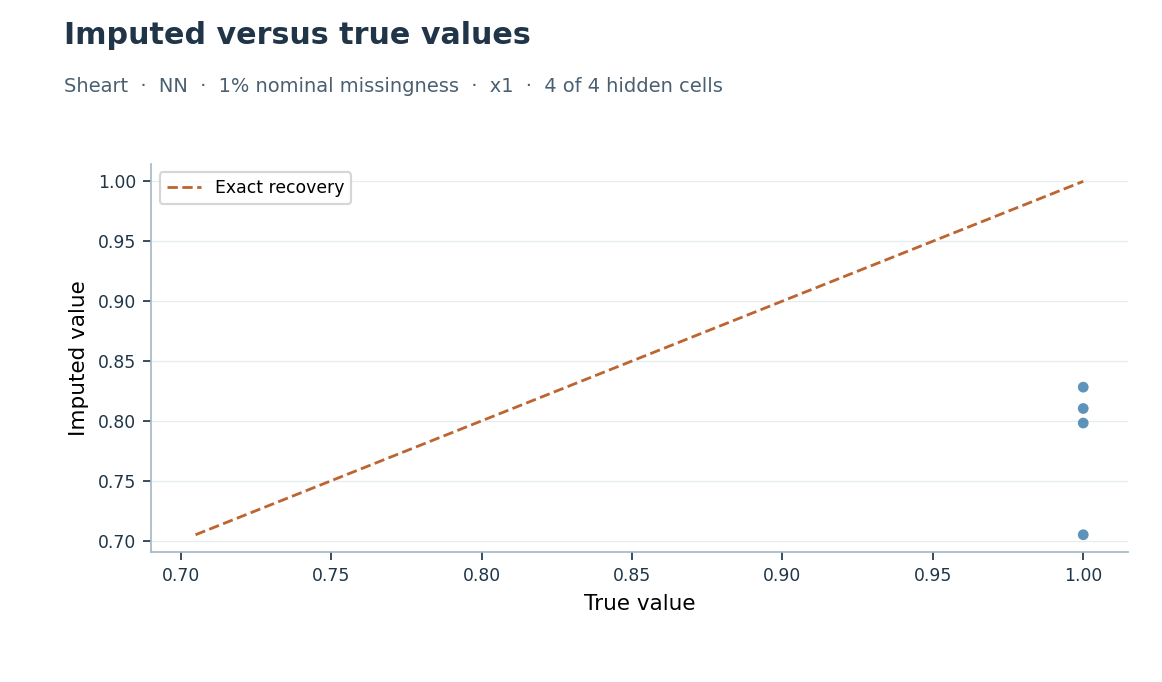 Imputed versus true values
Sheart · NN · 1% nominal missingness · x1 · 4 of 4 hidden cells
Exact recovery
1.00
0.95
0.90
0.85
0.80
0.75
0.70
Imputed value
0.70 0.75 0.80 0.85 0.90 0.95 1.00
True value